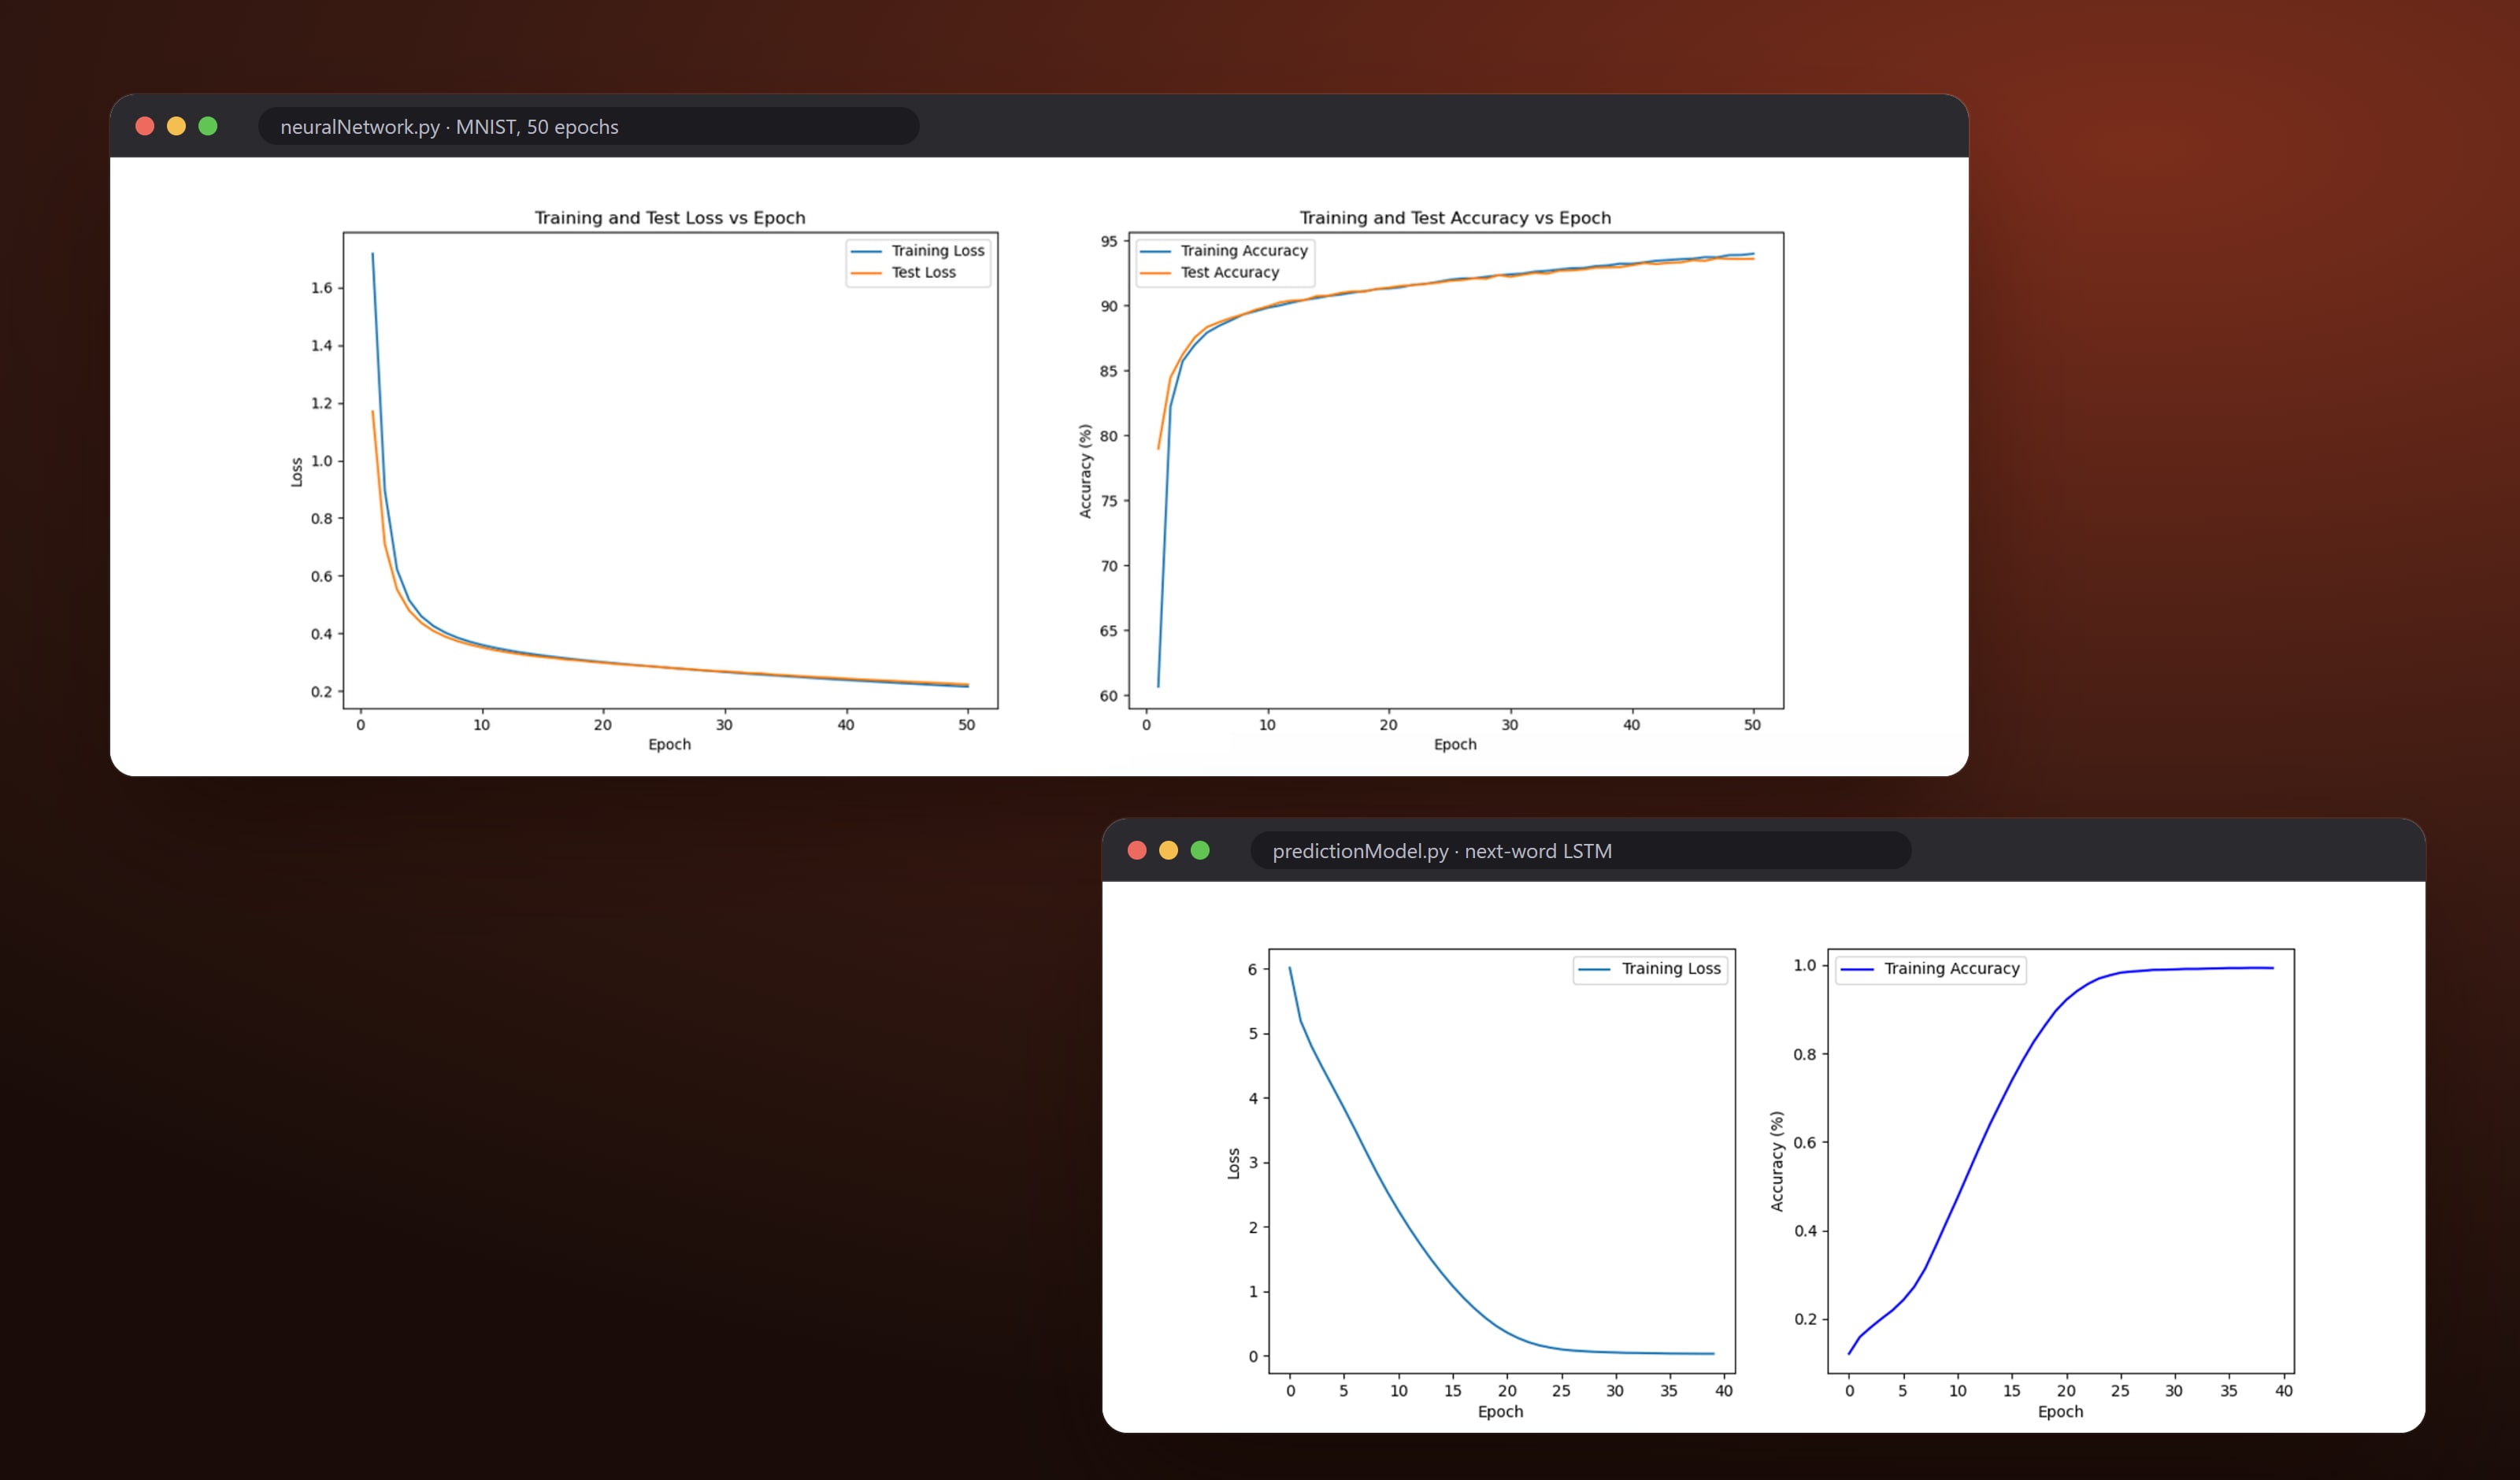 neuralNetwork.py · MNIST, 50 epochs
Training and Test Loss vs Epoch
Training Loss
Test Loss
1.6
1.4
1.2
1.0
0.8
0.6
0.4
0.2
Loss
0 10 20 30 40 50
Epoch
Training and Test Accuracy vs Epoch
Training Accuracy
Test Accuracy
95
90
85
80
75
70
65
60
Accuracy (%)
0 10 20 30 40 50
Epoch
predictionModel.py · next-word LSTM
Training Loss
6
5
4
3
2
1
0
Loss
0 5 10 15 20 25 30 35 40
Epoch
Training Accuracy
1.0
0.8
0.6
0.4
0.2
Accuracy (%)
0 5 10 15 20 25 30 35 40
Epoch